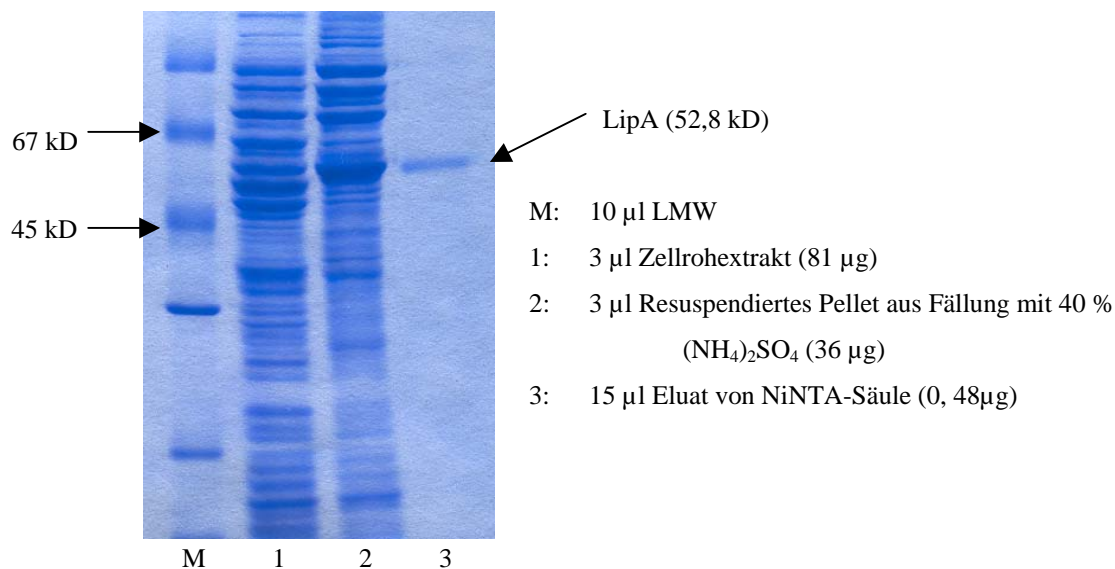 67 kD
45 kD
LipA (52,8 kD)
M: 10 µl LMW
1: 3 µl Zellrohextrakt (81 µg)
2: 3 µl Resuspendiertes Pellet aus Fällung mit 40 %
(NH₄)₂SO₄ (36 µg)
3: 15 µl Eluat von NiNTA-Säule (0, 48µg)
M 1 2 3